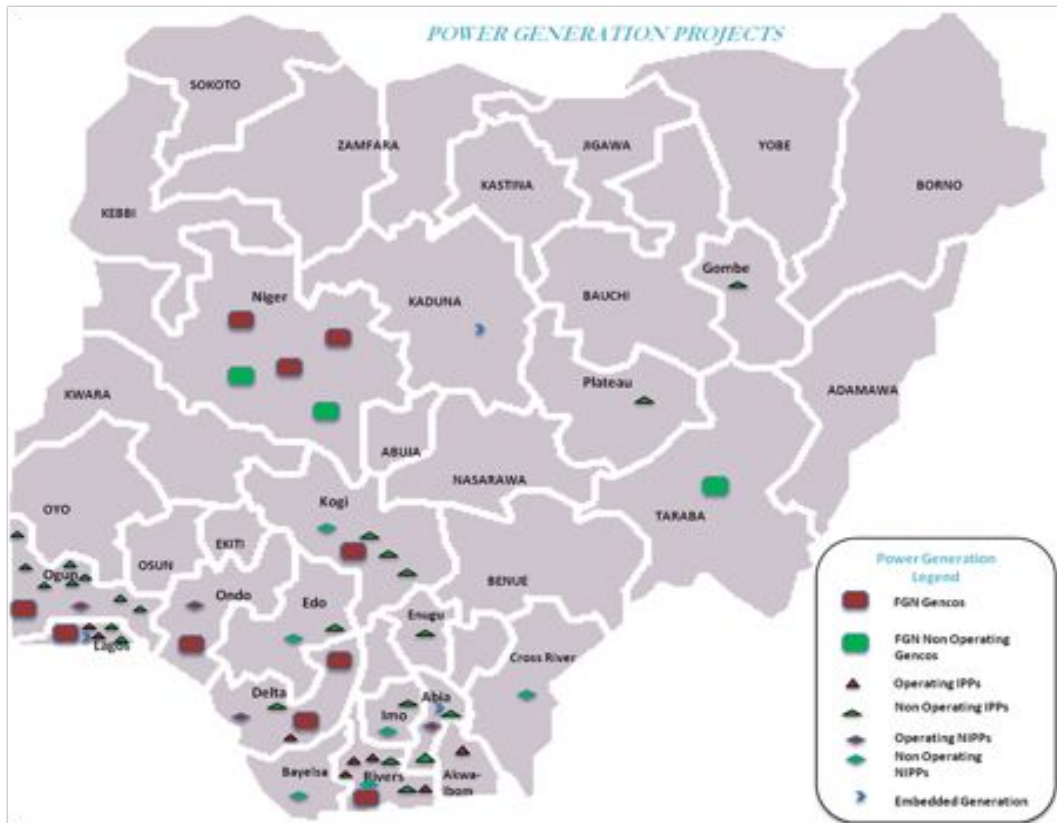 POWER GENERATION PROJECTS
SOKOTO
ZAMFARA
JIGAWA
YOBE
KASTINA
BORNO
KEBBI
Gombe
Niger
KADUNA
BAUCHI
Plateau
ADAMAWA
KWARA
ABUJA
NASARAWA
Kogi
OYO
TARABA
EKITI
OSUN
Ogun
BENUE
Ondo
Edo
Enugu
Lagos
Cross River
Delta
Abia
Imo
Bayelsa
Rivers
Akwa-
Ibom
Power Generation
Legend
FGN Gencos
FGN Non Operating
Gencos
Operating IPPs
Non Operating IPPs
Operating NIPPs
Non Operating
NIPPs
Embedded Generation